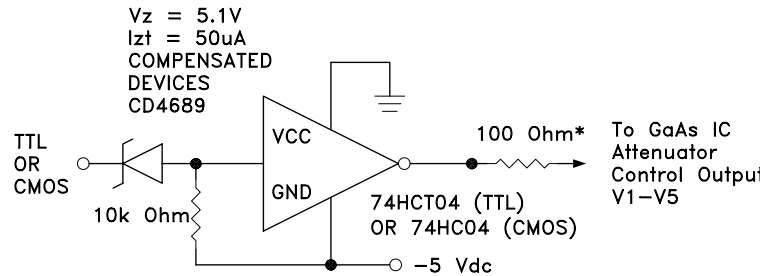 Vz = 5.1V
Izt = 50uA
COMPENSATED
DEVICES
CD4689
TTL
OR
CMOS
10k Ohm
VCC
GND
74HCT04 (TTL)
OR 74HC04 (CMOS)
-5 Vdc
100 Ohm*
To GaAs IC
Attenuator
Control Output
V1-V5